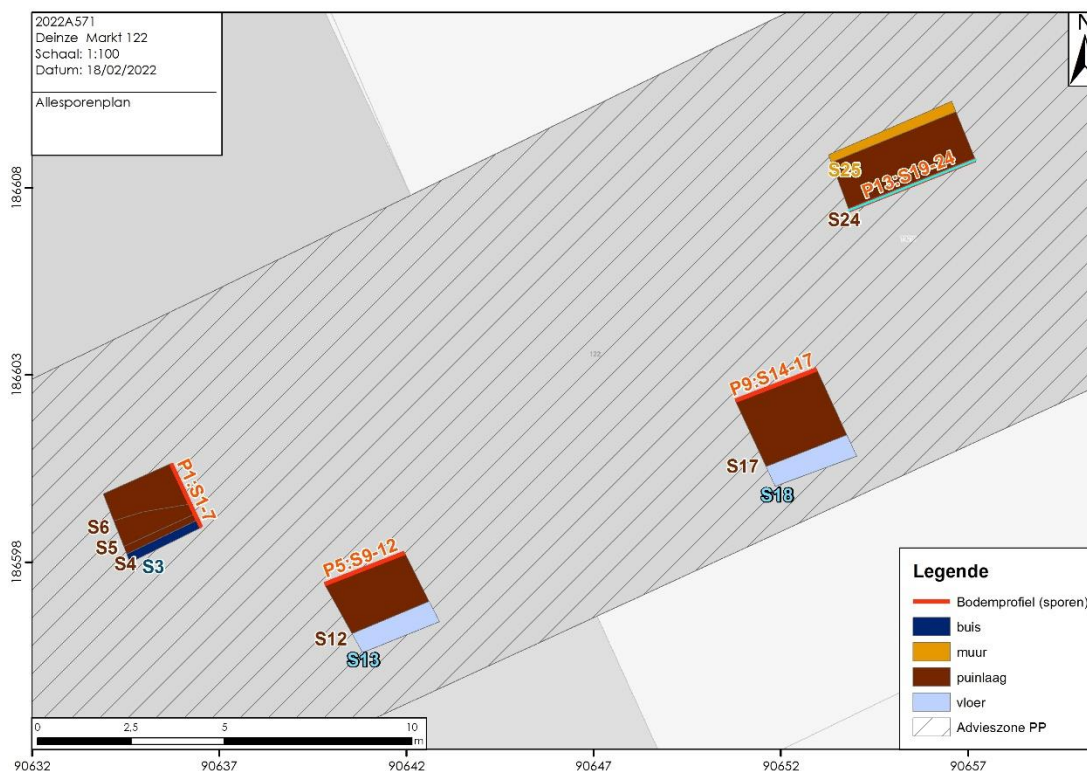 2022A571
Deinze Markt 122
Schaal: 1:100
Datum: 18/02/2022
Allesporenplan
N
186608
S25
P13:S19-24
S24
122
186603
P9:S14-17
S17
S18
P1:S1-7
S6
S5
S4
S3
186598
P5:S9-12
S12
S13
Legende
Bodemprofiel (sporen)
buis
muur
puinlaag
vloer
Advieszone PP
0 2,5 5 10
m
90632 90637 90642 90647 90652 90657